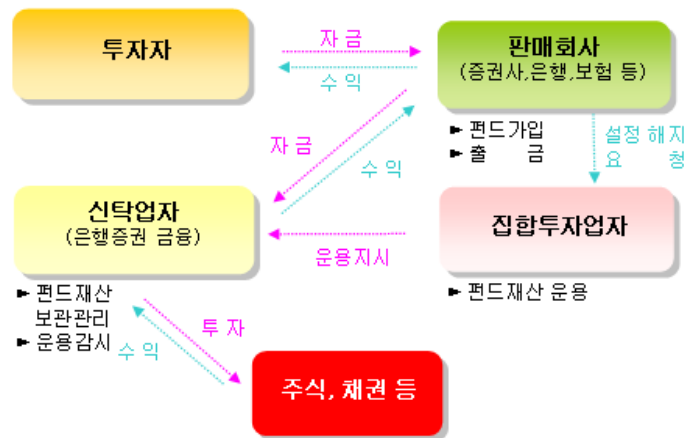 투자자
자 금
수 익
판매회사
(증권사,은행,보험 등)
► 펀드가입
► 출 금
설정 해지
요 청
자 금
수 익
신탁업자
(은행증권 금융)
운용지시
집합투자업자
► 펀드재산
보관관리
► 운용감시
► 펀드재산 운용
투 자
수 익
주식, 채권 등